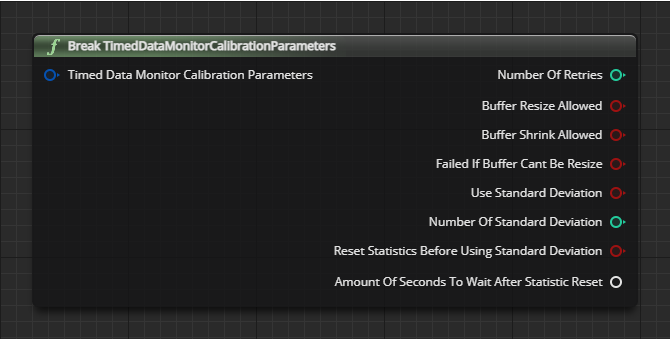 f Break TimedDataMonitorCalibrationParameters
Timed Data Monitor Calibration Parameters
Number Of Retries
Buffer Resize Allowed
Buffer Shrink Allowed
Failed If Buffer Cant Be Resize
Use Standard Deviation
Number Of Standard Deviation
Reset Statistics Before Using Standard Deviation
Amount Of Seconds To Wait After Statistic Reset